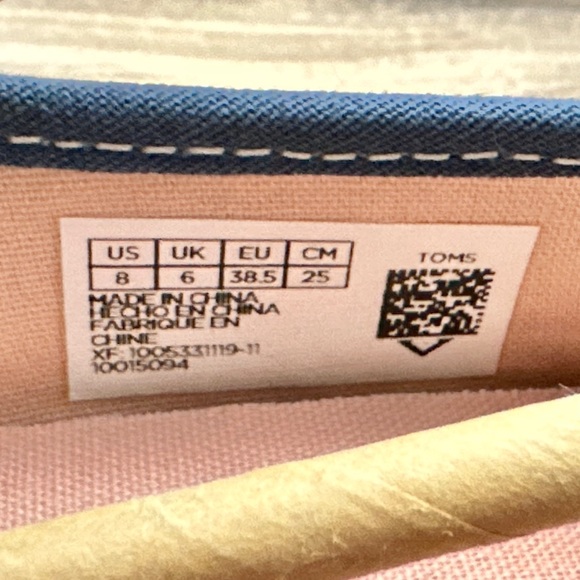 US UK EU CM
8 6 38.5 25
MADE IN CHINA
HECHO EN CHINA
FABRIQUE EN
CHINE
XF: 1005331119-11
10015094
TOMS